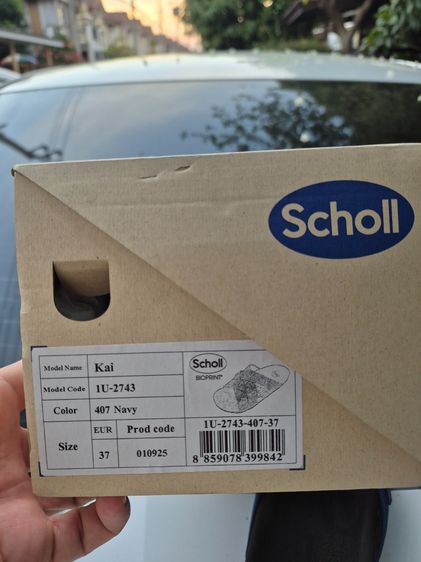 Scholl
Model Name Kai
Model Code 1U-2743
Color 407 Navy
Size EUR Prod code
37 010925
Scholl
BIOPRINT®
1U-2743-407-37
8 859078 399842